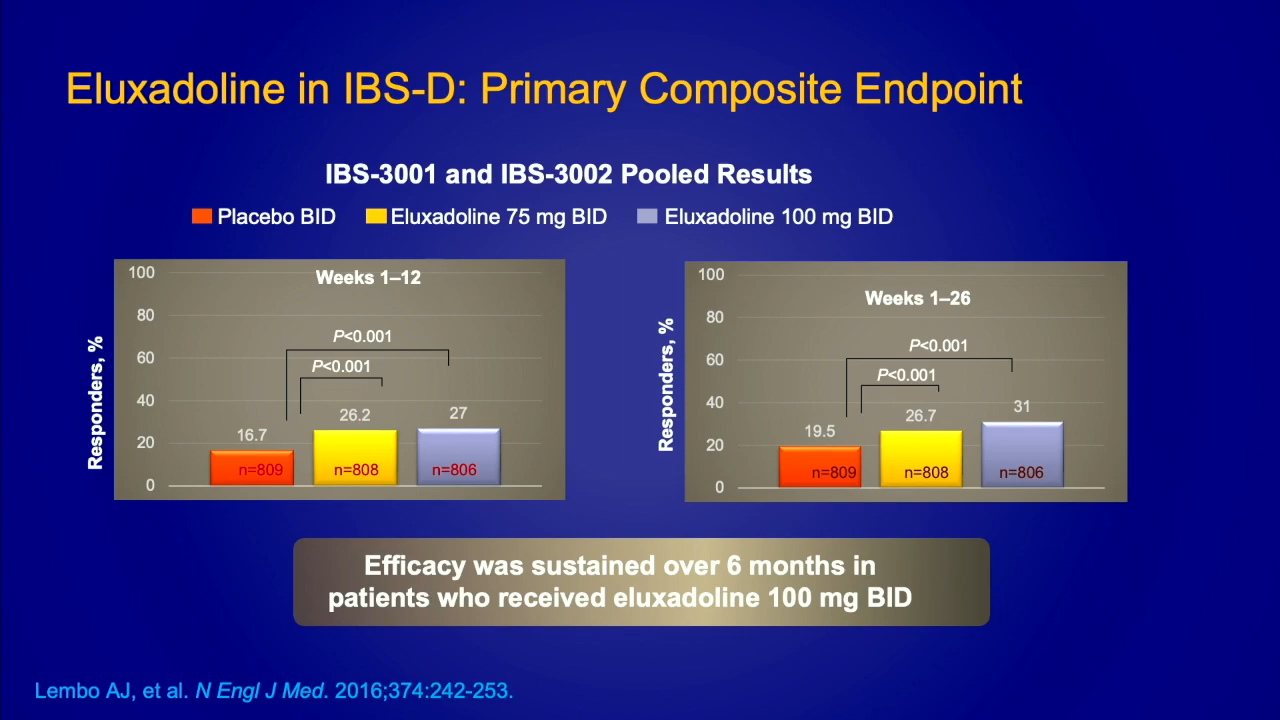 Eluxadoline in IBS-D: Primary Composite Endpoint
IBS-3001 and IBS-3002 Pooled Results
Placebo BID
Eluxadoline 75 mg BID
Eluxadoline 100 mg BID
Responders, %
100
80
60
40
20
0
Weeks 1–12
P<0.001
P<0.001
16.7
26.2
27
n=809
n=808
n=806
Responders, %
100
80
60
40
20
0
Weeks 1–26
P<0.001
P<0.001
19.5
26.7
31
n=809
n=808
n=806
Efficacy was sustained over 6 months in
patients who received eluxadoline 100 mg BID
Lembo AJ, et al. N Engl J Med. 2016;374:242-253.